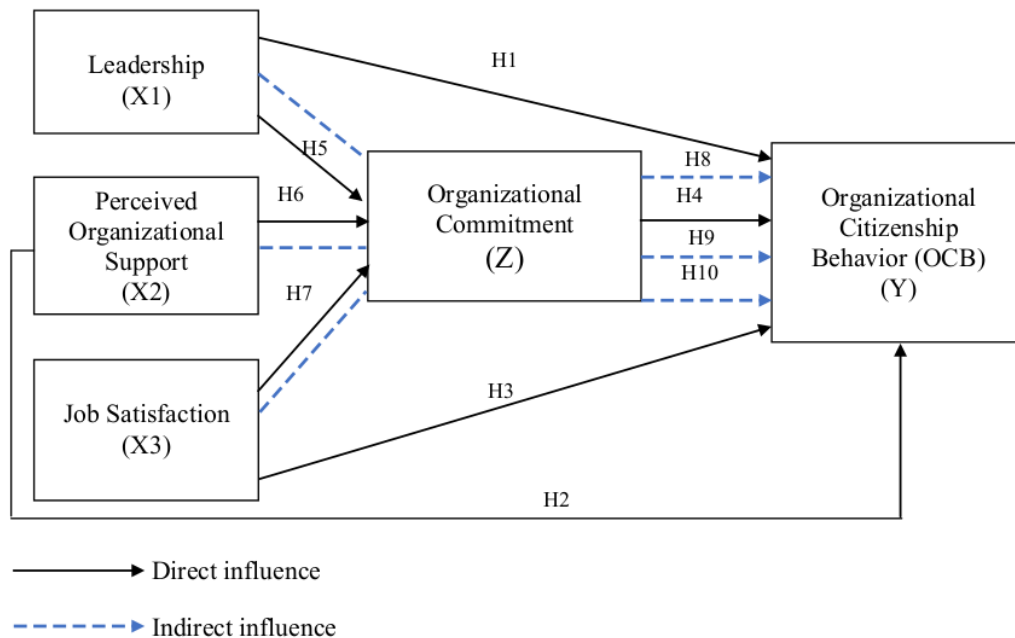 Leadership
(X1)
H1
H5
H8
Perceived
Organizational
Support
(X2)
H6
Organizational
Commitment
(Z)
H4
Organizational
Citizenship
Behavior (OCB)
(Y)
H9
H10
H7
Job Satisfaction
(X3)
H3
H2
Direct influence
Indirect influence